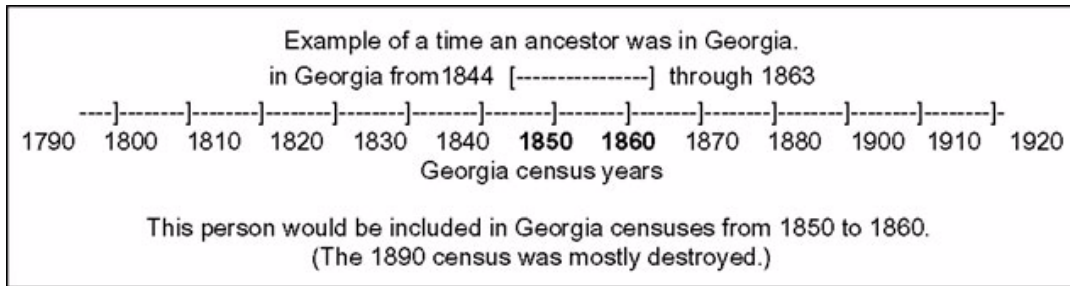 Example of a time an ancestor was in Georgia.
in Georgia from1844 [----------------] through 1863
----]-------]-------]-------]-------]-------]-------]-------]-------]-------]-------]-------]-------]-
1790 1800 1810 1820 1830 1840 1850 1860 1870 1880 1900 1910 1920
Georgia census years
This person would be included in Georgia censuses from 1850 to 1860.
(The 1890 census was mostly destroyed.)